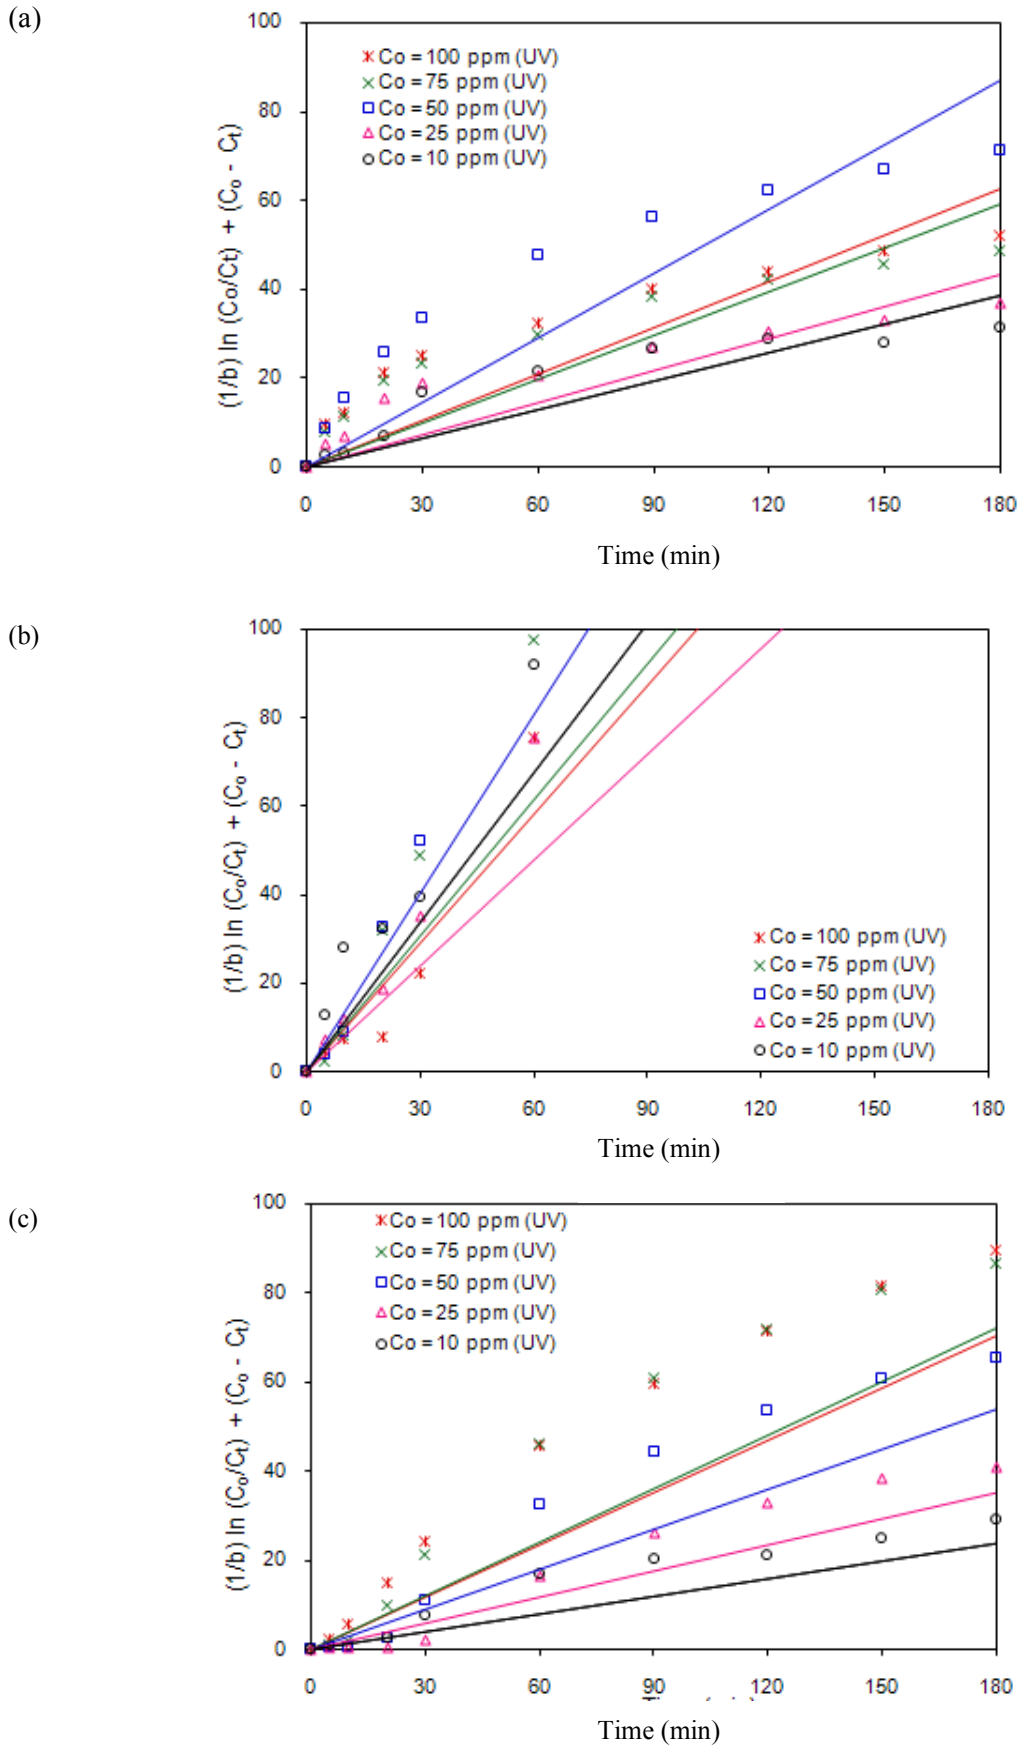 (a)
100
80
60
40
20
0
(1/b) ln (Co/Ct) + (Cₒ - Cₜ)
Co = 100 ppm (UV)
Co = 75 ppm (UV)
Co = 50 ppm (UV)
Co = 25 ppm (UV)
Co = 10 ppm (UV)
0 30 60 90 120 150 180
Time (min)
(b)
100
80
60
40
20
0
(1/b) ln (Cₒ/Cₜ) + (Cₒ - Cₜ)
Co = 100 ppm (UV)
Co = 75 ppm (UV)
Co = 50 ppm (UV)
Co = 25 ppm (UV)
Co = 10 ppm (UV)
0 30 60 90 120 150 180
Time (min)
(c)
100
80
60
40
20
0
(1/b) ln (Cₒ/Cₜ) + (Cₒ - Cₜ)
Co = 100 ppm (UV)
Co = 75 ppm (UV)
Co = 50 ppm (UV)
Co = 25 ppm (UV)
Co = 10 ppm (UV)
0 30 60 90 120 150 180
Time (min)